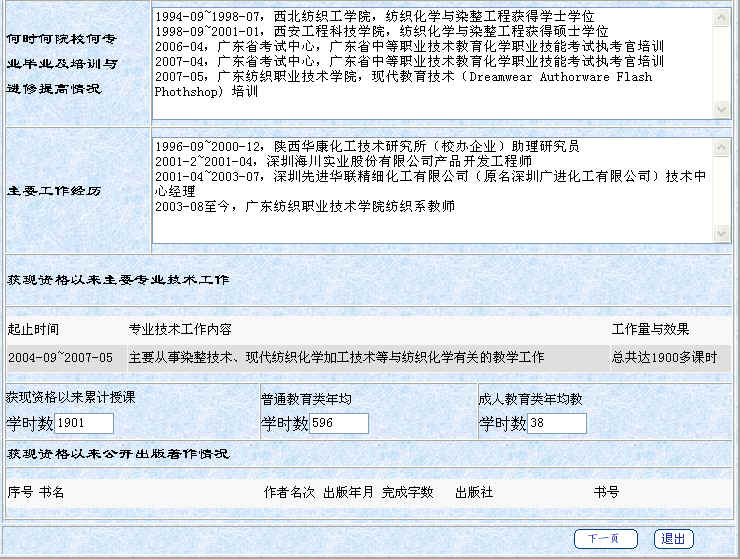 何时何院校何专
业毕业及培训与
进修提高情况
1994-09~1998-07，西北纺织工学院，纺织化学与染整工程获得学士学位
1998-09~2001-01，西安工程科技学院，纺织化学与染整工程获得硕士学位
2006-04，广东省考试中心，广东省中等职业技术教育化学职业技能考试执考官培训
2007-04，广东省考试中心，广东省中等职业技术教育化学职业技能考试执考官培训
2007-05，广东纺织职业技术学院，现代教育技术（Dreamwear Authorware Flash
Phothshop）培训
主要工作经历
1996-09~2000-12，陕西华康化工技术研究所（校办企业）助理研究员
2001-2~2001-04，深圳海川实业股份有限公司产品开发工程师
2001-04~2003-07，深圳先进华联精细化工有限公司（原名深圳广进化工有限公司）技术中
心经理
2003-08至今，广东纺织职业技术学院纺织系教师
获现资格以来主要专业技术工作
起止时间 专业技术工作内容 工作量与效果
2004-09~2007-05 主要从事染整技术、现代纺织化学加工技术等与纺织化学有关的教学工作 总共达1900多课时
获现资格以来累计授课 普通教育类年均 成人教育类年均教
学时数 1901 学时数 596 学时数 38
获现资格以来公开出版著作情况
序号 书名 作者名次 出版年月 完成字数 出版社 书号
下一页 退出